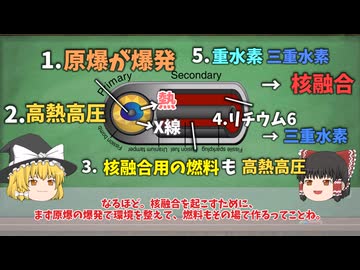 1.原爆が爆発
5.重水素 三重水素
→ 核融合
Primary
Secondary
2.高熱高圧
熱
X線
4.リチウム6
→三重水素
3. 核融合用の燃料も 高熱高圧
なるほど。核融合を起こすために、
まず原爆の爆発で環境を整えて、燃料もその場で作るってことね。